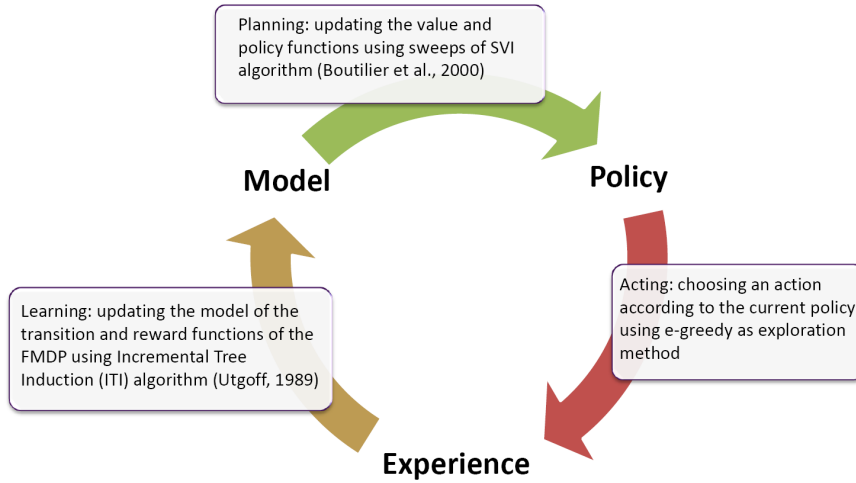 Planning: updating the value and
policy functions using sweeps of SVI
algorithm (Boutilier et al., 2000)
Model
Policy
Learning: updating the model of the
transition and reward functions of the
FMDP using Incremental Tree
Induction (ITI) algorithm (Utgoff, 1989)
Acting: choosing an action
according to the current policy
using e-greedy as exploration
method
Experience